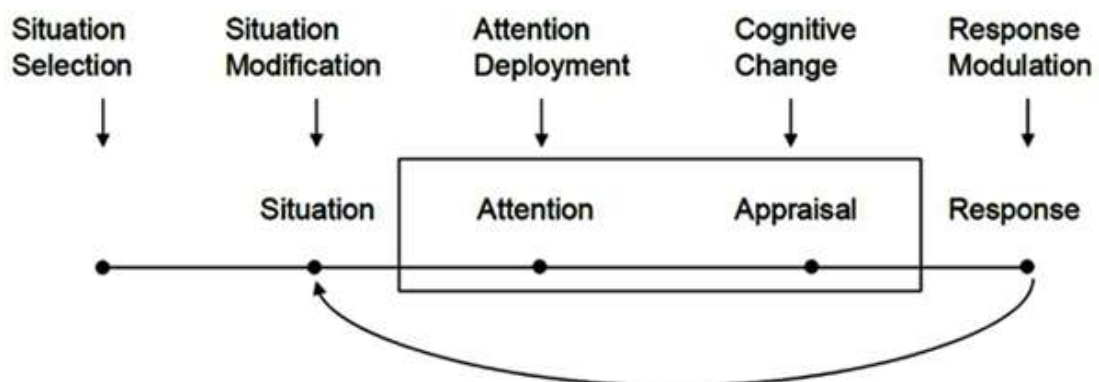 Situation
Selection
Situation
Modification
Attention
Deployment
Cognitive
Change
Response
Modulation
Situation
Attention
Appraisal
Response